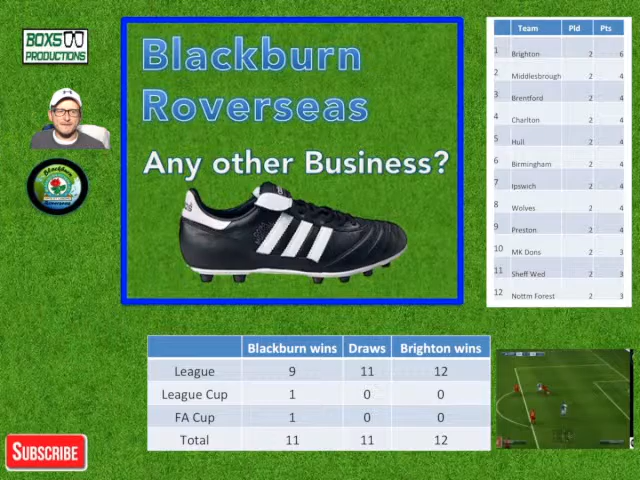 BOXS
PRODUCTIONS
Blackburn
Roverseas
Any other Business?
Blackburn
Roverseas
Team Pld Pts
1 Brighton 2 6
2 Middlesbrough 2 4
3 Brentford 2 4
4 Charlton 2 4
5 Hull 2 4
6 Birmingham 2 4
7 Ipswich 2 4
8 Wolves 2 4
9 Preston 2 4
10 MK Dons 2 3
11 Sheff Wed 2 3
12 Nottm Forest 2 3
Blackburn wins Draws Brighton wins
League 9 11 12
League Cup 1 0 0
FA Cup 1 0 0
Total 11 11 12
SUBSCRIBE